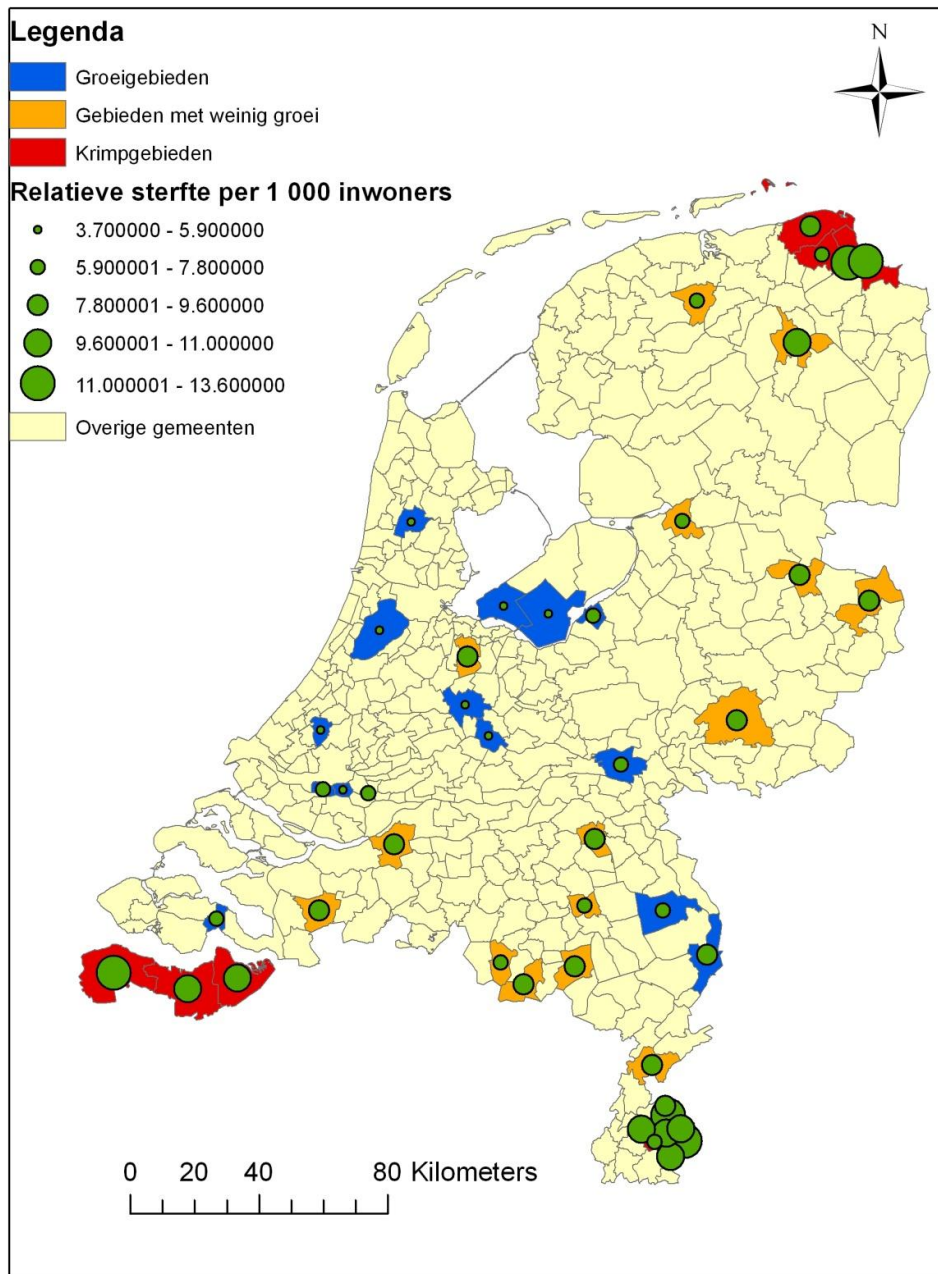 Legenda
N
Groeigebieden
Gebieden met weinig groei
Krimpgebieden
Relatieve sterfte per 1 000 inwoners
3.700000 - 5.900000
5.900001 - 7.800000
7.800001 - 9.600000
9.600001 - 11.000000
11.000001 - 13.600000
Overige gemeenten
0 20 40 80 Kilometers